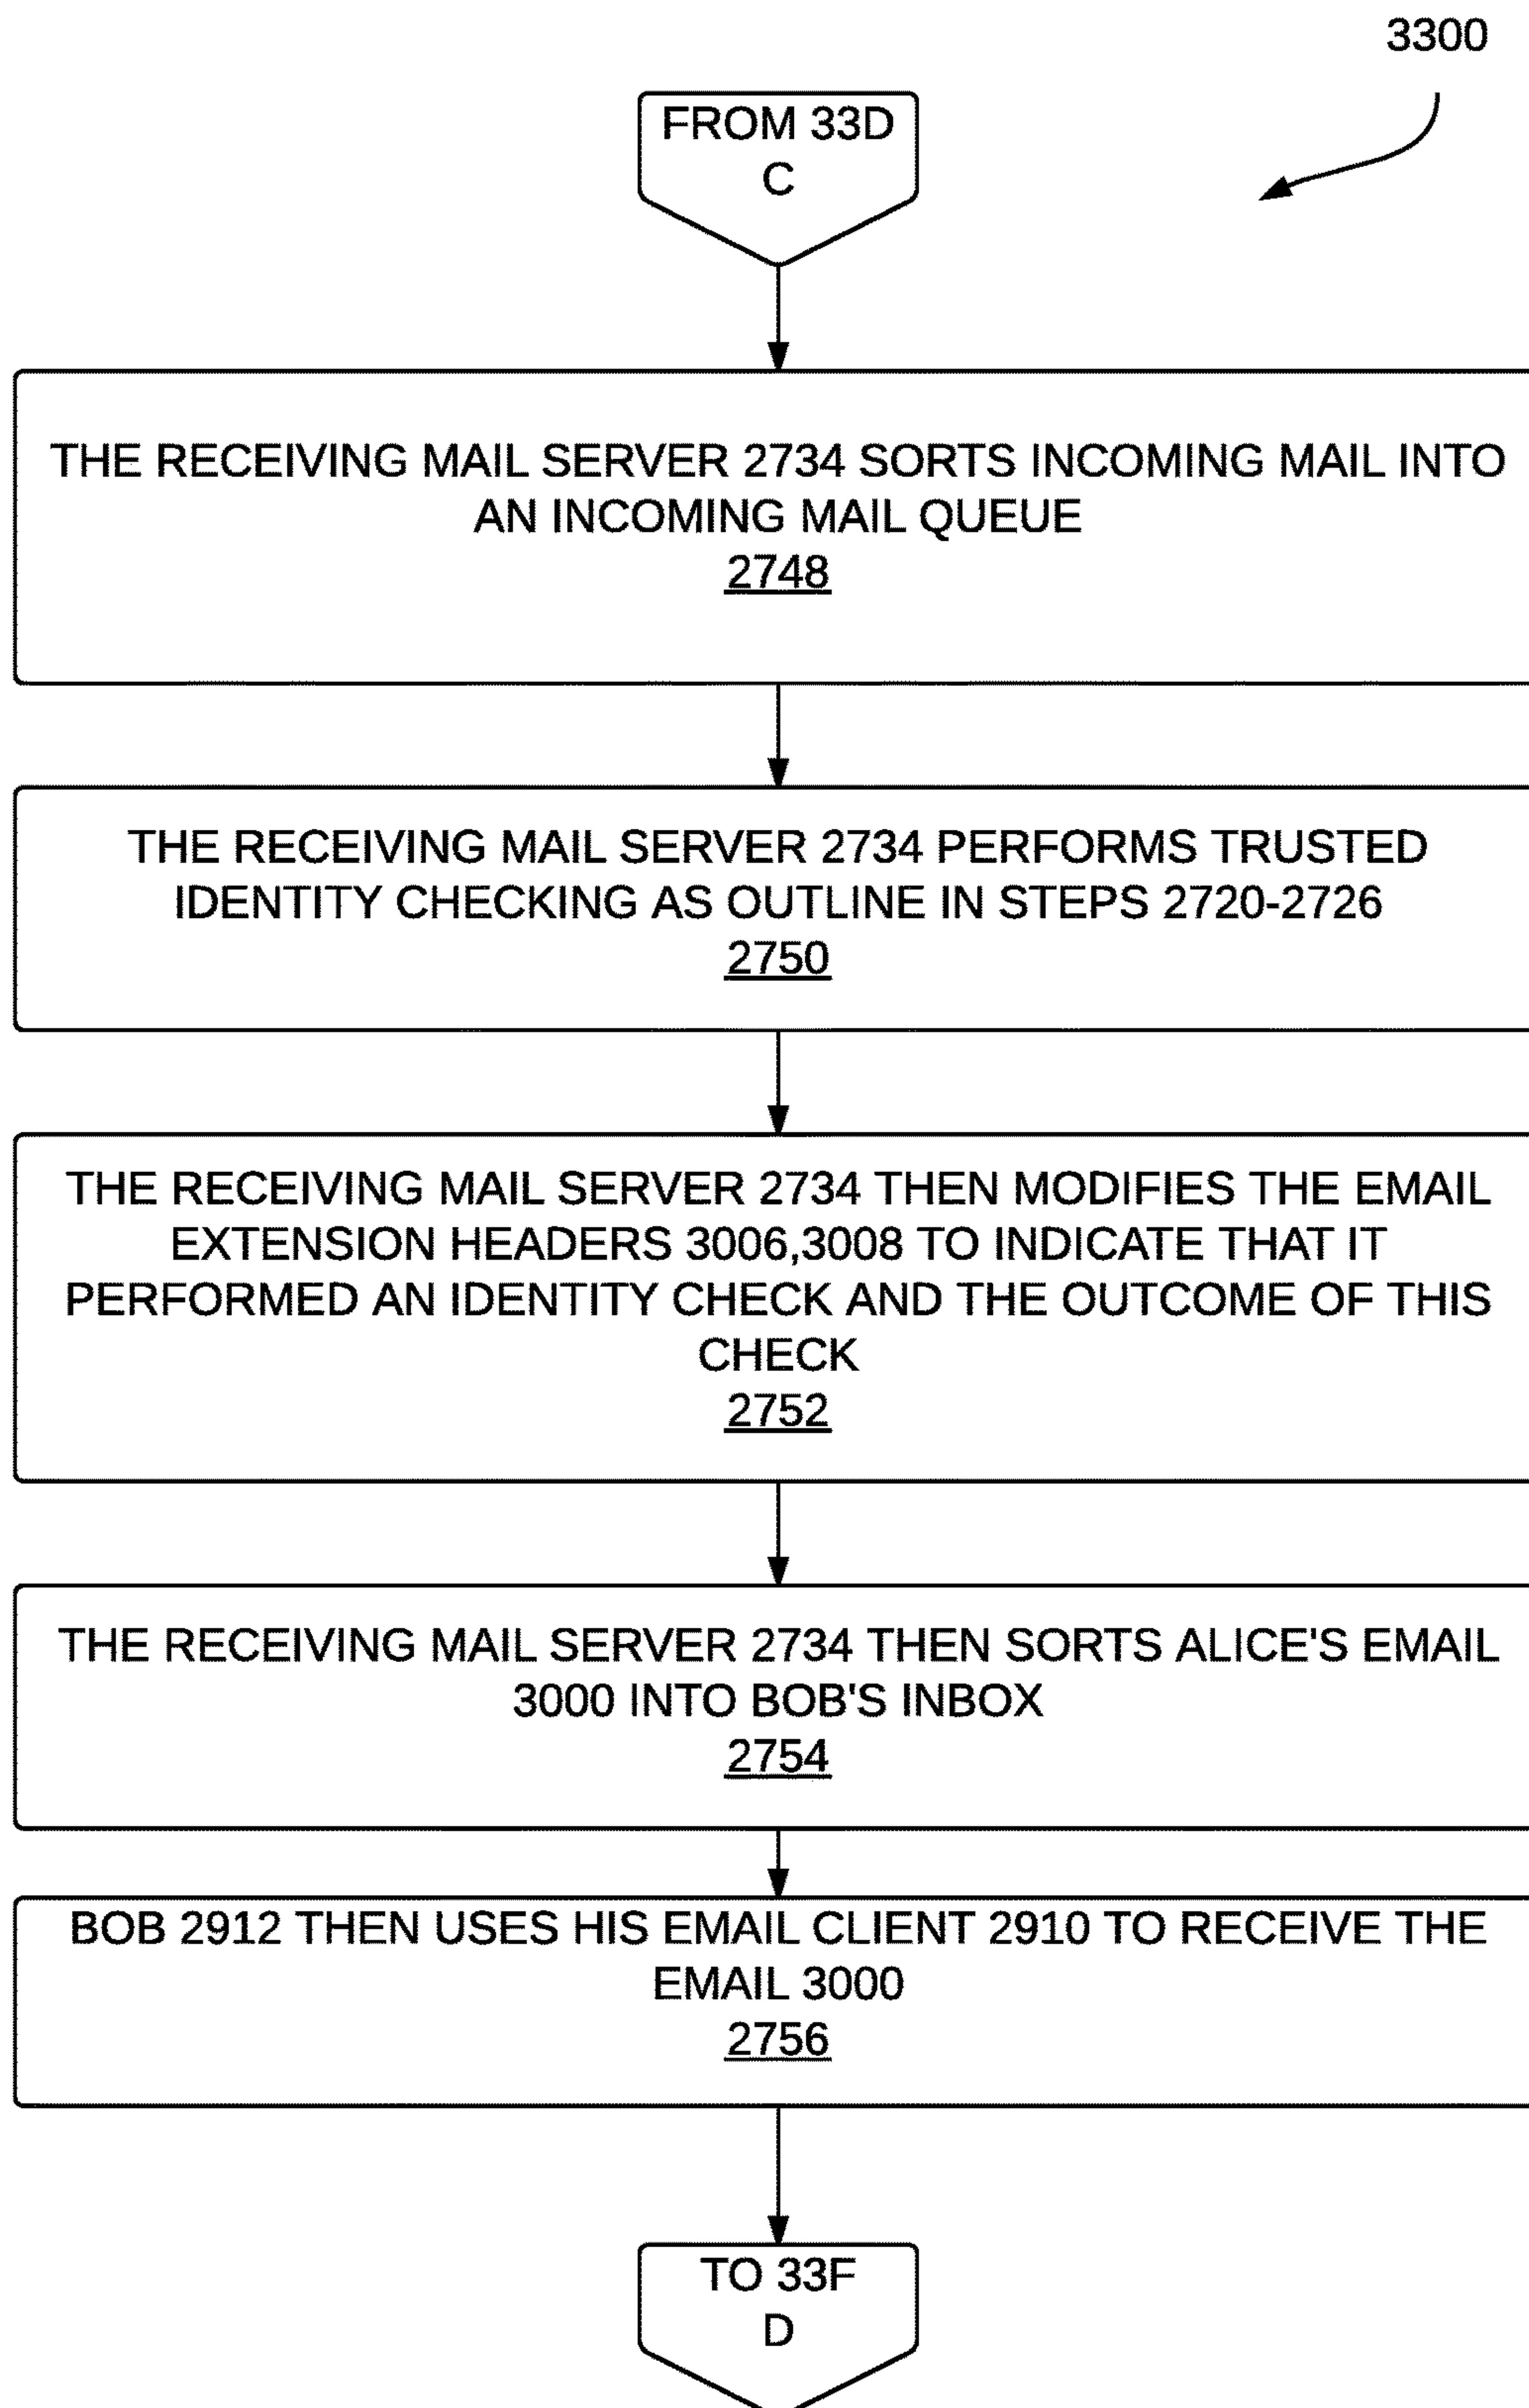 3300
FROM 33D
C
THE RECEIVING MAIL SERVER 2734 SORTS INCOMING MAIL INTO
AN INCOMING MAIL QUEUE
2748
THE RECEIVING MAIL SERVER 2734 PERFORMS TRUSTED
IDENTITY CHECKING AS OUTLINE IN STEPS 2720-2726
2750
THE RECEIVING MAIL SERVER 2734 THEN MODIFIES THE EMAIL
EXTENSION HEADERS 3006,3008 TO INDICATE THAT IT
PERFORMED AN IDENTITY CHECK AND THE OUTCOME OF THIS
CHECK
2752
THE RECEIVING MAIL SERVER 2734 THEN SORTS ALICE'S EMAIL
3000 INTO BOB'S INBOX
2754
BOB 2912 THEN USES HIS EMAIL CLIENT 2910 TO RECEIVE THE
EMAIL 3000
2756
TO 33F
D